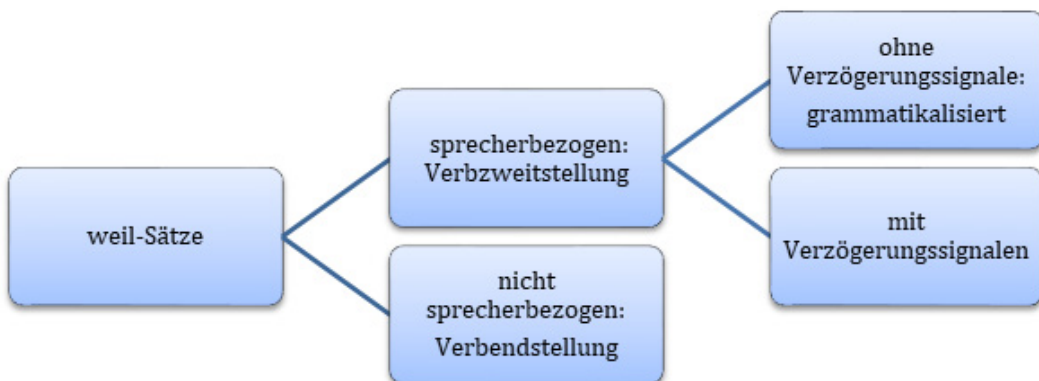 weil-Sätze
sprecherbezogen:
Verbzweitstellung
nicht
sprecherbezogen:
Verbendstellung
ohne
Verzögerungssignale:
grammatikalisiert
mit
Verzögerungssignalen